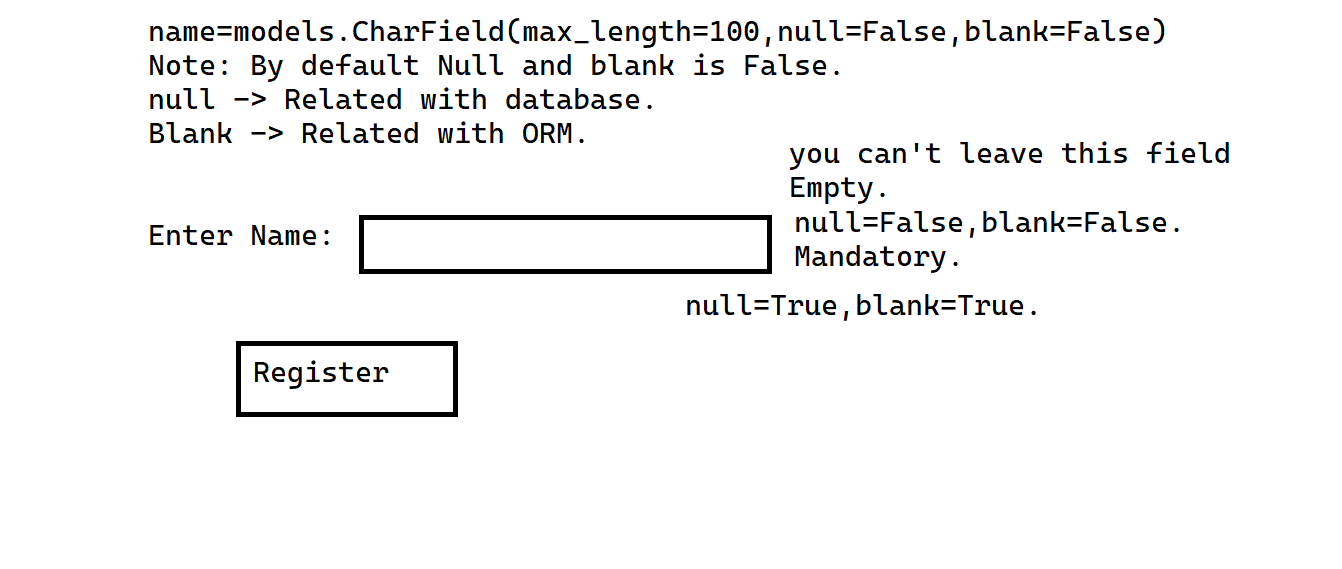 name=models.CharField(max_length=100,null=False,blank=False)
Note: By default Null and blank is False.
null -> Related with database.
Blank -> Related with ORM.
you can't leave this field
Empty.
Enter Name:
null=False,blank=False.
Mandatory.
null=True,blank=True.
Register